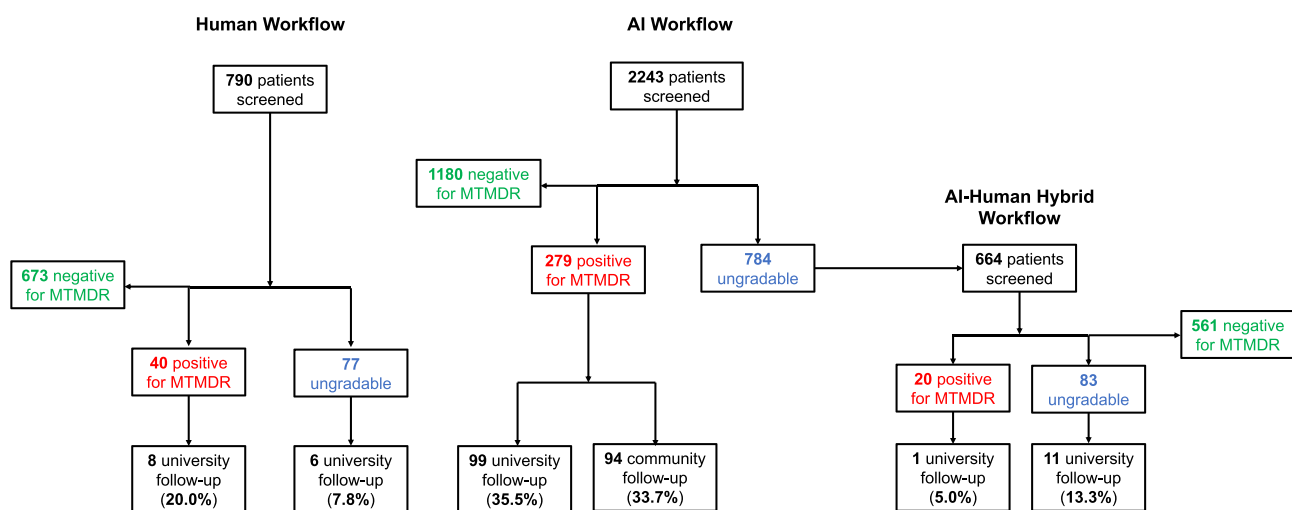 Human Workflow
790 patients
screened
673 negative
for MTMDR
40 positive
for MTMDR
77
ungradable
8 university
follow-up
(20.0%)
6 university
follow-up
(7.8%)
AI Workflow
2243 patients
screened
1180 negative
for MTMDR
279 positive
for MTMDR
784
ungradable
99 university
follow-up
(35.5%)
94 community
follow-up
(33.7%)
AI-Human Hybrid
Workflow
664 patients
screened
561 negative
for MTMDR
20 positive
for MTMDR
83
ungradable
1 university
follow-up
(5.0%)
11 university
follow-up
(13.3%)